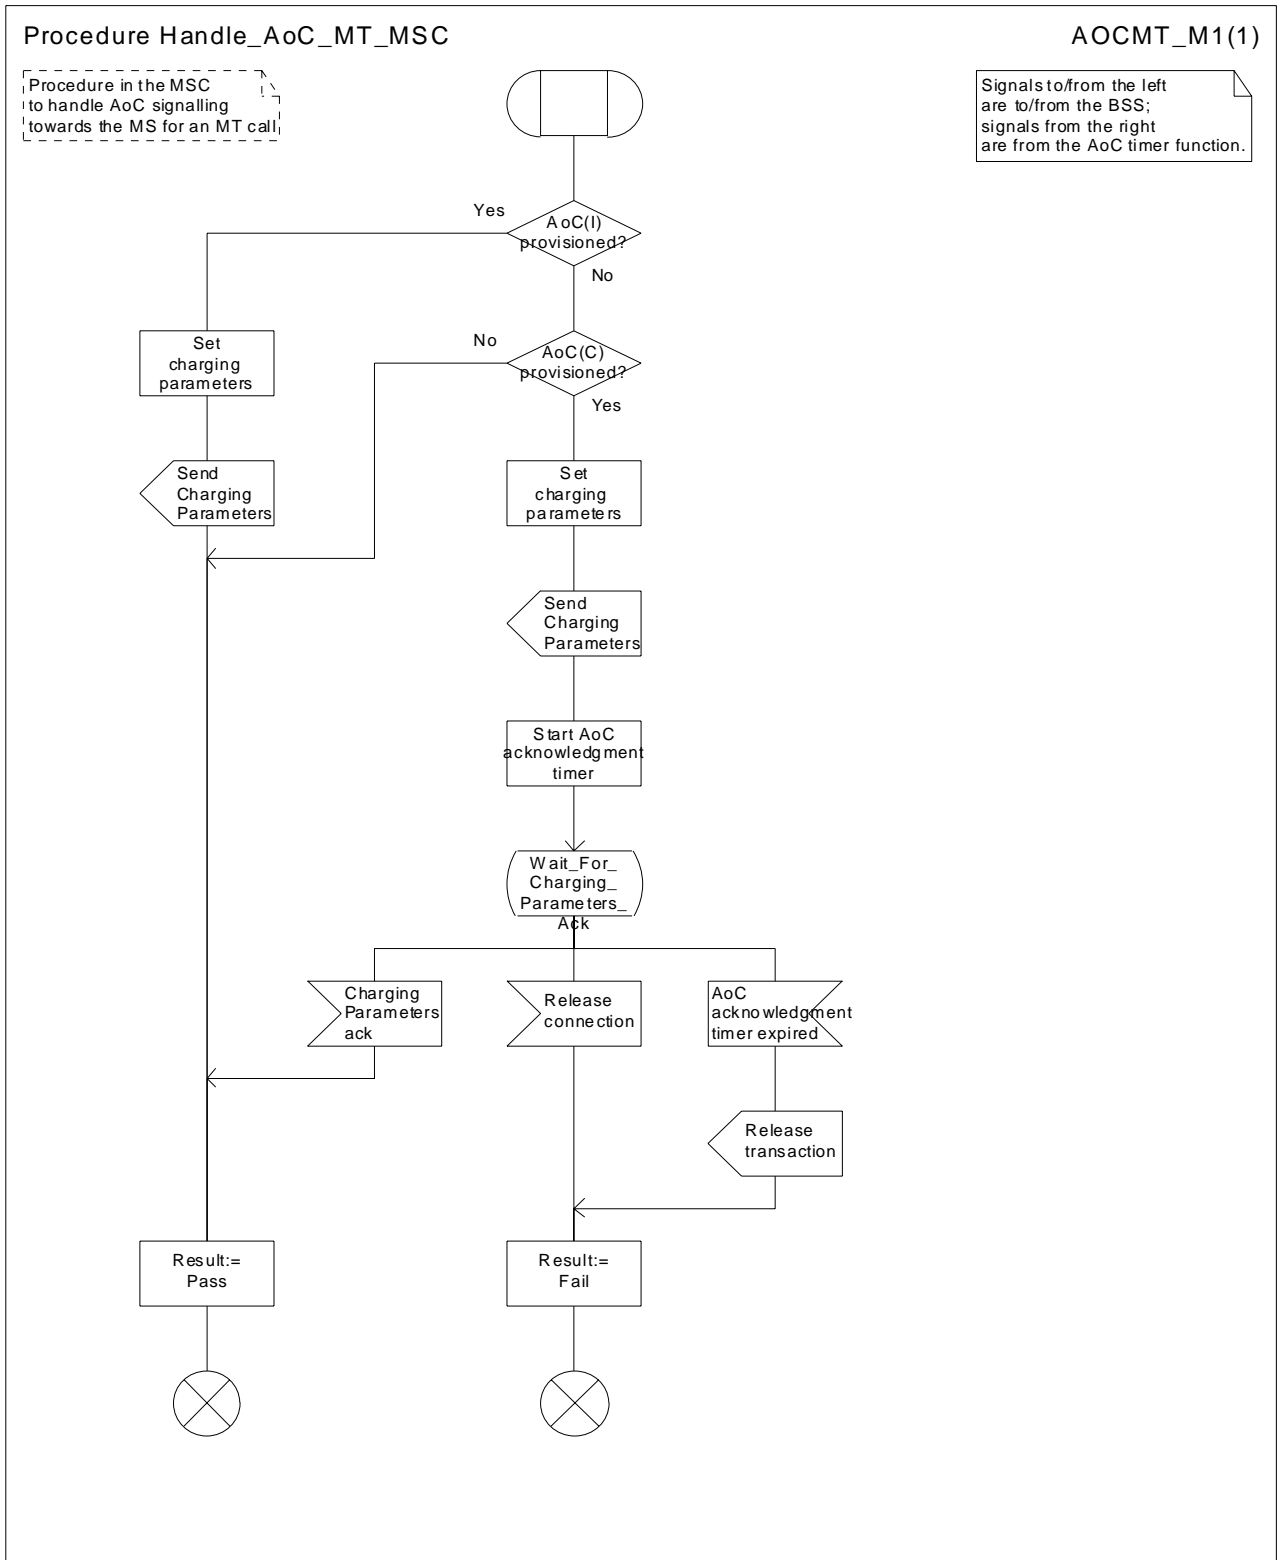 Procedure Handle_AoC_MT_MSC
AOCMT_M1(1)
Procedure in the MSC
to handle AoC signalling
towards the MS for an MT call
Signals to/from the left
are to/from the BSS;
signals from the right
are from the AoC timer function.
Yes
AoC(I)
provisioned?
No
No
AoC(C)
provisioned?
Yes
Set
charging
parameters
Send
Charging
Parameters
Set
charging
parameters
Send
Charging
Parameters
Start AoC
acknowledgment
timer
Wait_For_
Charging_
Parameters_
Ack
Charging
Parameters
ack
Release
connection
AoC
acknowledgment
timer expired
Release
transaction
Result:=
Pass
Result:=
Fail